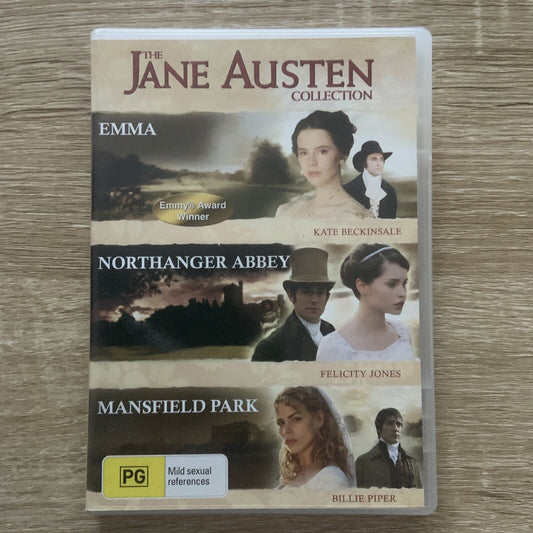 THE
JANE AUSTEN
COLLECTION
EMMA
Emmy® Award
Winner
KATE BECKINSALE
NORTHANGER ABBEY
FELICITY JONES
MANSFIELD PARK
PG
Mild sexual
references
BILLIE PIPER